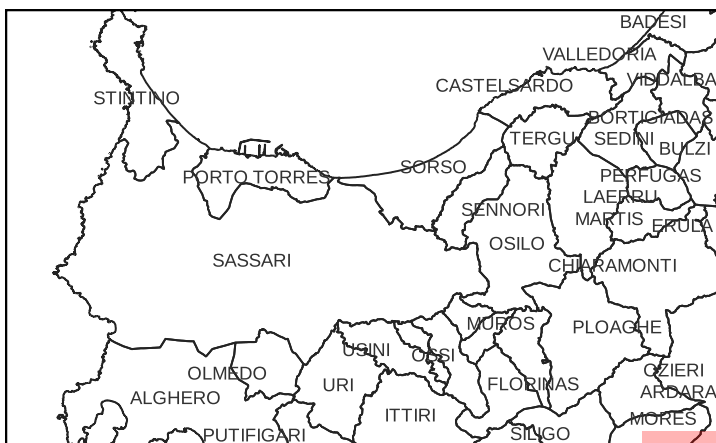 BADESI
VALLEDORIA
VIDDALBA
CASTELSARDO
STINTINO
BORTIGIADAS
TERGU
SEDINI
BULZI
SORSO
PORTO TORRES
PERFUGAS
LAERRU
SENNORI
MARTIS
ERULA
OSILO
SASSARI
CHIARAMONTI
MUROS
PLOAGHE
USINI
OSSI
OLMEDO
OZIERI
URI
FLORINAS
ARDARA
ALGHERO
ITTIRI
MORES
PUTIFIGARI
SILIGO